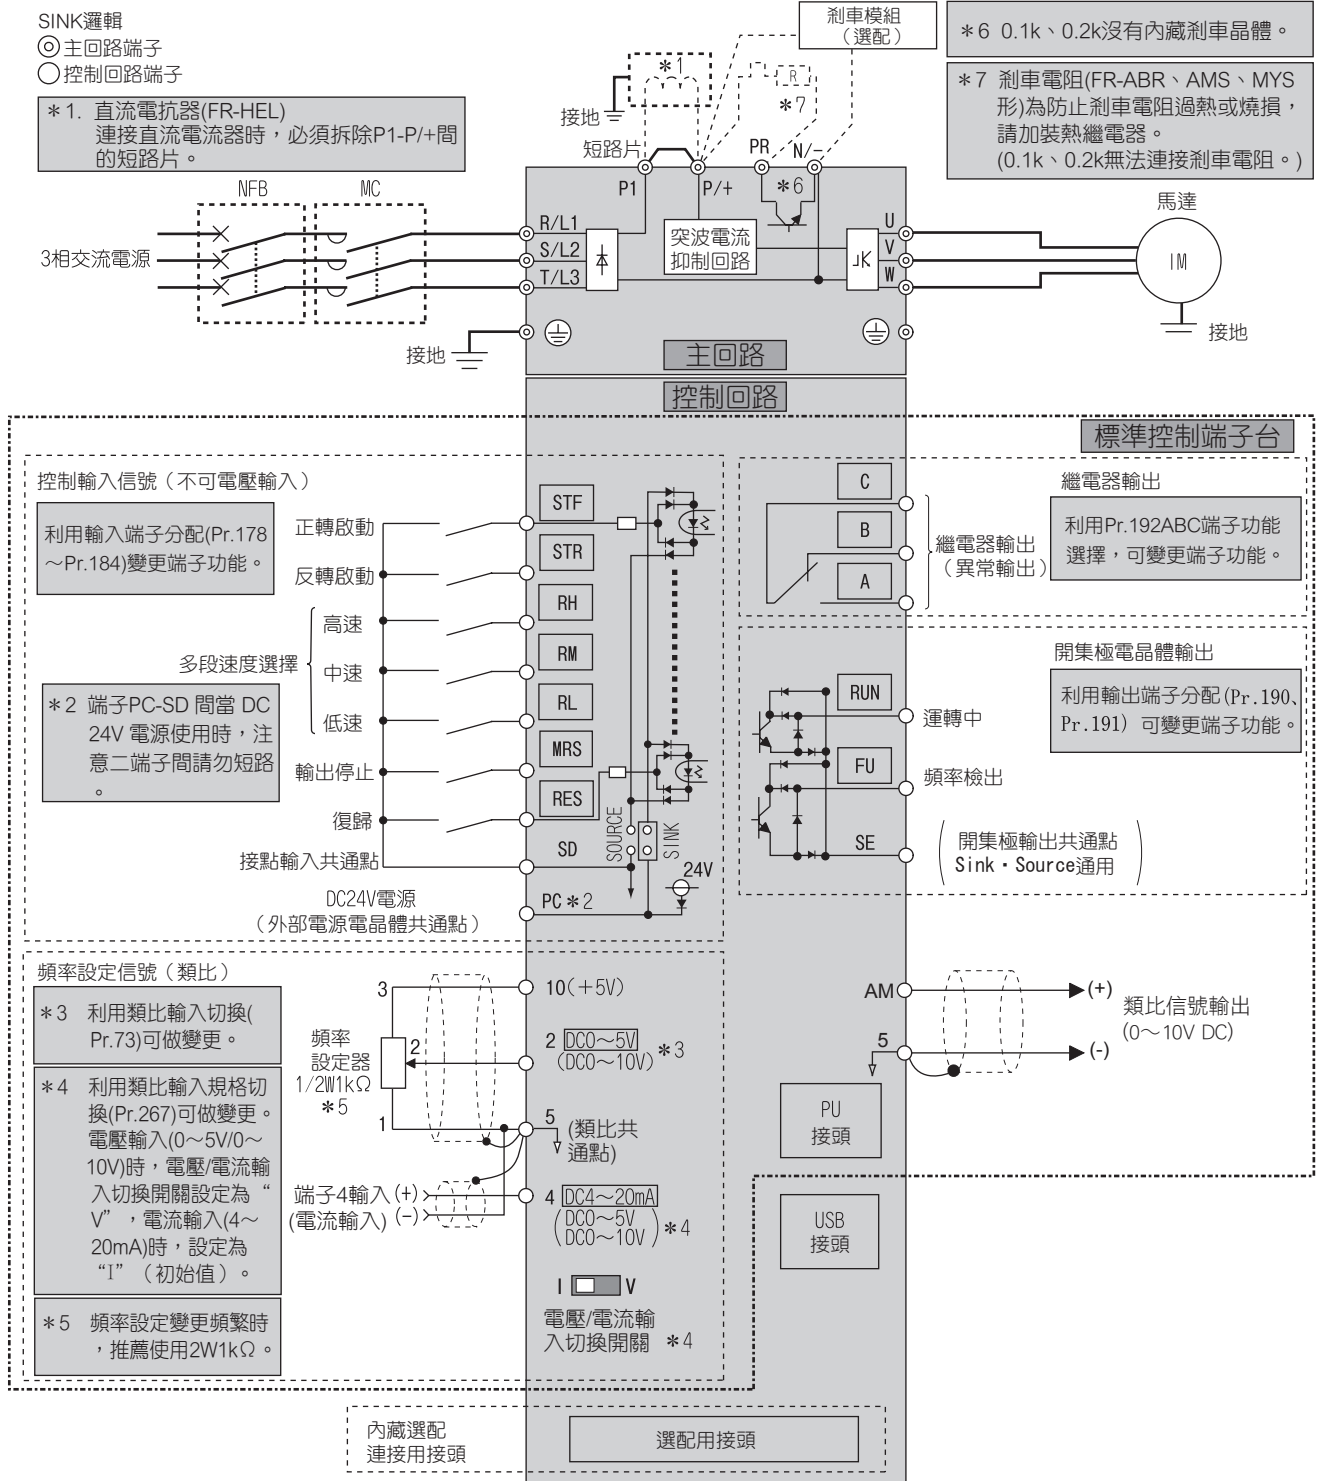 SINK邏輯
主回路端子
控制回路端子
＊1. 直流電抗器(FR-HEL)
連接直流電流器時，必須拆除P1-P/+間
的短路片。
剎車模組
（選配）
＊6 0.1k、0.2k沒有內藏剎車晶體。
＊7 剎車電阻(FR-ABR、AMS、MYS
形)為防止剎車電阻過熱或燒損，
請加裝熱繼電器。
(0.1k、0.2k無法連接剎車電阻。)
＊1
R
＊7
接地
短路片
PR
N/−
P1
P/+
＊6
NFB
MC
3相交流電源
R/L1
S/L2
T/L3
突波電流
抑制回路
U
V
W
馬達
IM
接地
接地
主回路
控制回路
標準控制端子台
控制輸入信號（不可電壓輸入）
利用輸入端子分配(Pr.178
～Pr.184)變更端子功能。
正轉啟動
反轉啟動
高速
多段速度選擇
中速
低速
＊2 端子PC-SD 間當 DC
24V 電源使用時，注
意二端子間請勿短路
。
輸出停止
復歸
接點輸入共通點
DC24V電源
（外部電源電晶體共通點）
STF
STR
RH
RM
RL
MRS
RES
SD
PC＊2
SOURCE
SINK
24V
C
B
A
繼電器輸出
（異常輸出）
繼電器輸出
利用Pr.192ABC端子功能
選擇，可變更端子功能。
開集極電晶體輸出
利用輸出端子分配(Pr.190、
Pr.191) 可變更端子功能。
RUN
運轉中
FU
頻率檢出
SE
開集極輸出共通點
Sink・Source通用
頻率設定信號（類比）
＊3 利用類比輸入切換(
Pr.73)可做變更。
＊4 利用類比輸入規格切
換(Pr.267)可做變更。
電壓輸入(0～5V/0～
10V)時，電壓/電流輸
入切換開關設定為“
V”，電流輸入(4～
20mA)時，設定為
“I”（初始值）。
＊5 頻率設定變更頻繁時
，推薦使用2W1kΩ。
3
頻率
設定器
1/2W1kΩ
＊5
2
1
10(＋5V)
2 DC0～5V
(DC0～10V)
＊3
5
(類比共
通點)
端子4輸入 (+)
(電流輸入) (−)
4 DC4～20mA
(DC0～5V
DC0～10V)＊4
I
V
電壓/電流輸
入切換開關 ＊4
AM
(+)
類比信號輸出
(0～10V DC)
5
(-)
PU
接頭
USB
接頭
內藏選配
連接用接頭
選配用接頭